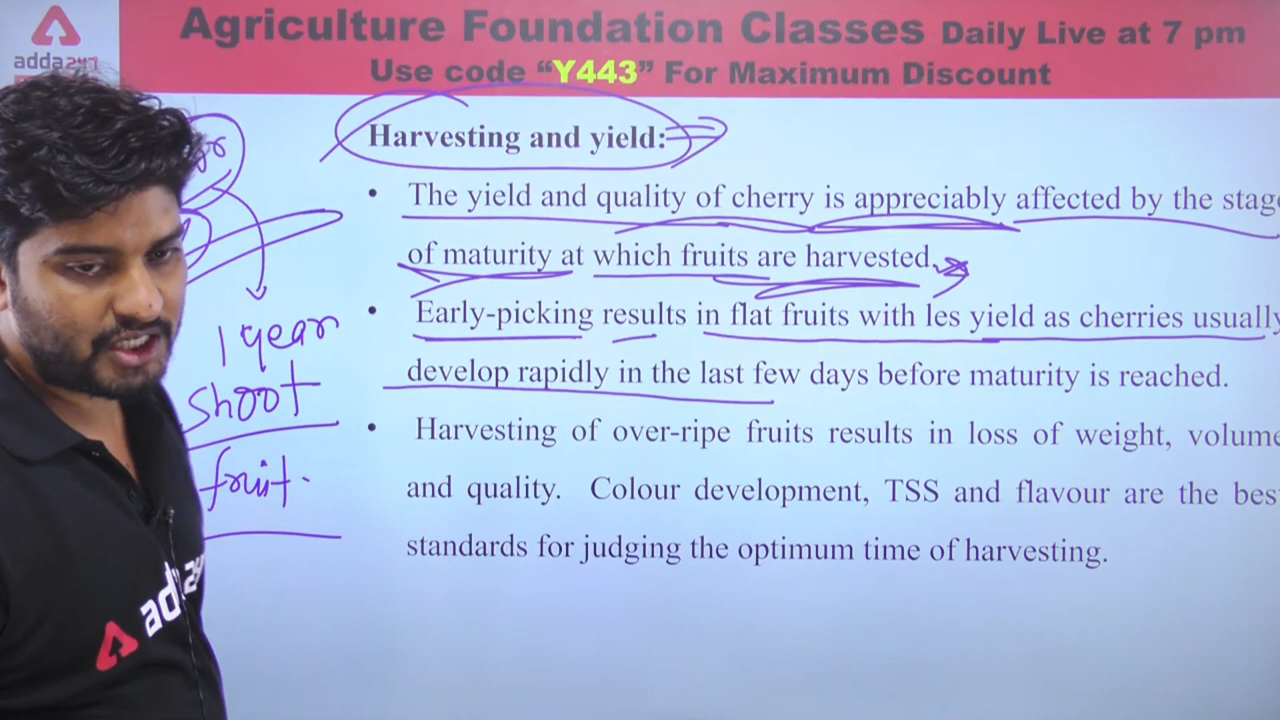 Agriculture Foundation Classes Daily Live at 7 pm
adda247
Use code “Y443” For Maximum Discount
Harvesting and yield:
• The yield and quality of cherry is appreciably affected by the stage
of maturity at which fruits are harvested.
• Early-picking results in flat fruits with les yield as cherries usually
develop rapidly in the last few days before maturity is reached.
• Harvesting of over-ripe fruits results in loss of weight, volume
and quality. Colour development, TSS and flavour are the bes
standards for judging the optimum time of harvesting.
1 year
shoot
fruit.
add 247